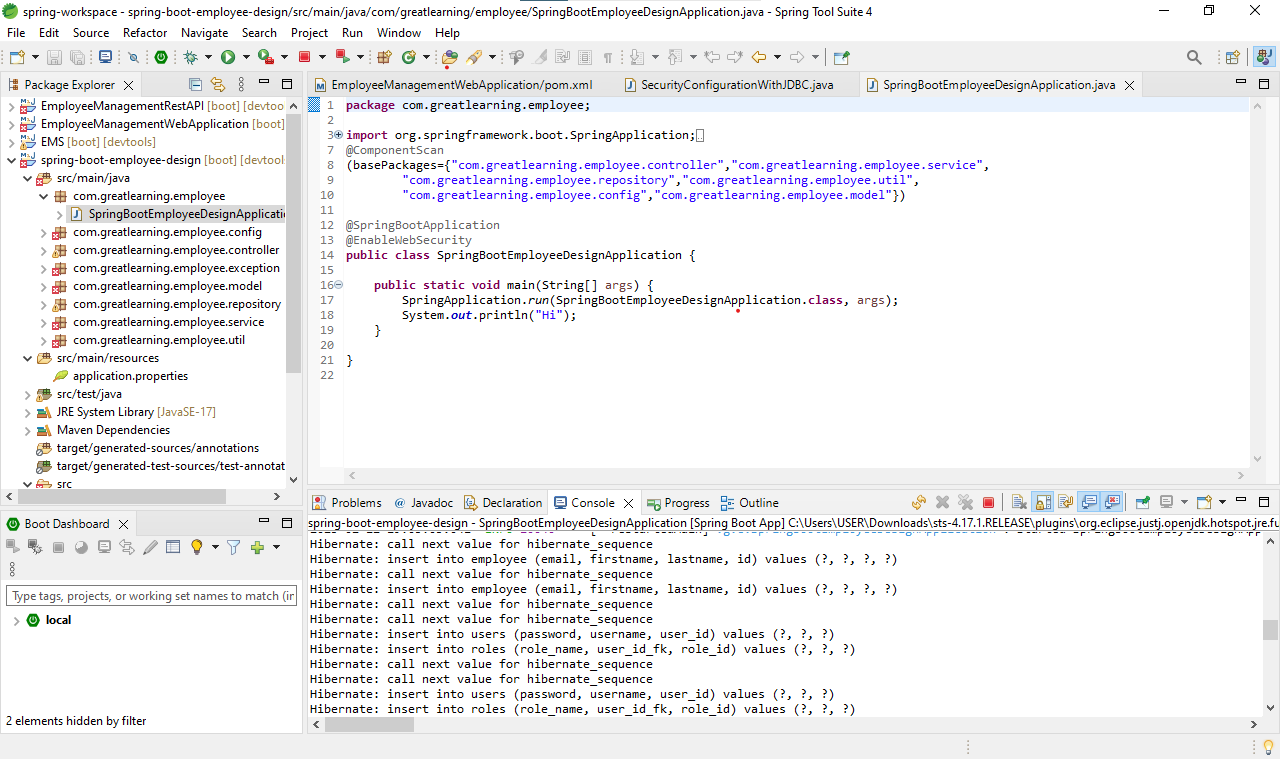 spring-workspace - spring-boot-employee-design/src/main/java/com/greatlearning/employee/SpringBootEmployeeDesignApplication.java - Spring Tool Suite 4
File Edit Source Refactor Navigate Search Project Run Window Help
Package Explorer
EmployeeManagementRestAPI [boot] [devtoo
EmployeeManagementWebApplication [boot]
EMS [boot] [devtools]
spring-boot-employee-design [boot] [devtool
src/main/java
com.greatlearning.employee
SpringBootEmployeeDesignApplicati
com.greatlearning.employee.config
com.greatlearning.employee.controller
com.greatlearning.employee.exception
com.greatlearning.employee.model
com.greatlearning.employee.repository
com.greatlearning.employee.service
com.greatlearning.employee.util
src/main/resources
application.properties
src/test/java
JRE System Library [JavaSE-17]
Maven Dependencies
target/generated-sources/annotations
target/generated-test-sources/test-annotat
src
EmployeeManagementWebApplication/pom.xml SecurityConfigurationWithJDBC.java SpringBootEmployeeDesignApplication.java
1 package com.greatlearning.employee;
2
3 import org.springframework.boot.SpringApplication;
7 @ComponentScan
8 (basePackages={"com.greatlearning.employee.controller","com.greatlearning.employee.service",
9 "com.greatlearning.employee.repository","com.greatlearning.employee.util",
10 "com.greatlearning.employee.config","com.greatlearning.employee.model"})
11
12 @SpringBootApplication
13 @EnableWebSecurity
14 public class SpringBootEmployeeDesignApplication {
15
16 public static void main(String[] args) {
17 SpringApplication.run(SpringBootEmployeeDesignApplication.class, args);
18 System.out.println("Hi");
19 }
20
21 }
22
Boot Dashboard
Type tags, projects, or working set names to match (in
local
2 elements hidden by filter
Problems Javadoc Declaration Console Progress Outline
spring-boot-employee-design - SpringBootEmployeeDesignApplication [Spring Boot App] C:\Users\USER\Downloads\sts-4.17.1.RELEASE\plugins\org.eclipse.justj.openjdk.hotspot.jre.fu
Hibernate: call next value for hibernate_sequence
Hibernate: insert into employee (email, firstname, lastname, id) values (?, ?, ?, ?)
Hibernate: call next value for hibernate_sequence
Hibernate: insert into employee (email, firstname, lastname, id) values (?, ?, ?, ?)
Hibernate: call next value for hibernate_sequence
Hibernate: call next value for hibernate_sequence
Hibernate: insert into users (password, username, user_id) values (?, ?, ?)
Hibernate: insert into roles (role_name, user_id_fk, role_id) values (?, ?, ?)
Hibernate: call next value for hibernate_sequence
Hibernate: call next value for hibernate_sequence
Hibernate: insert into users (password, username, user_id) values (?, ?, ?)
Hibernate: insert into roles (role_name, user_id_fk, role_id) values (?, ?, ?)